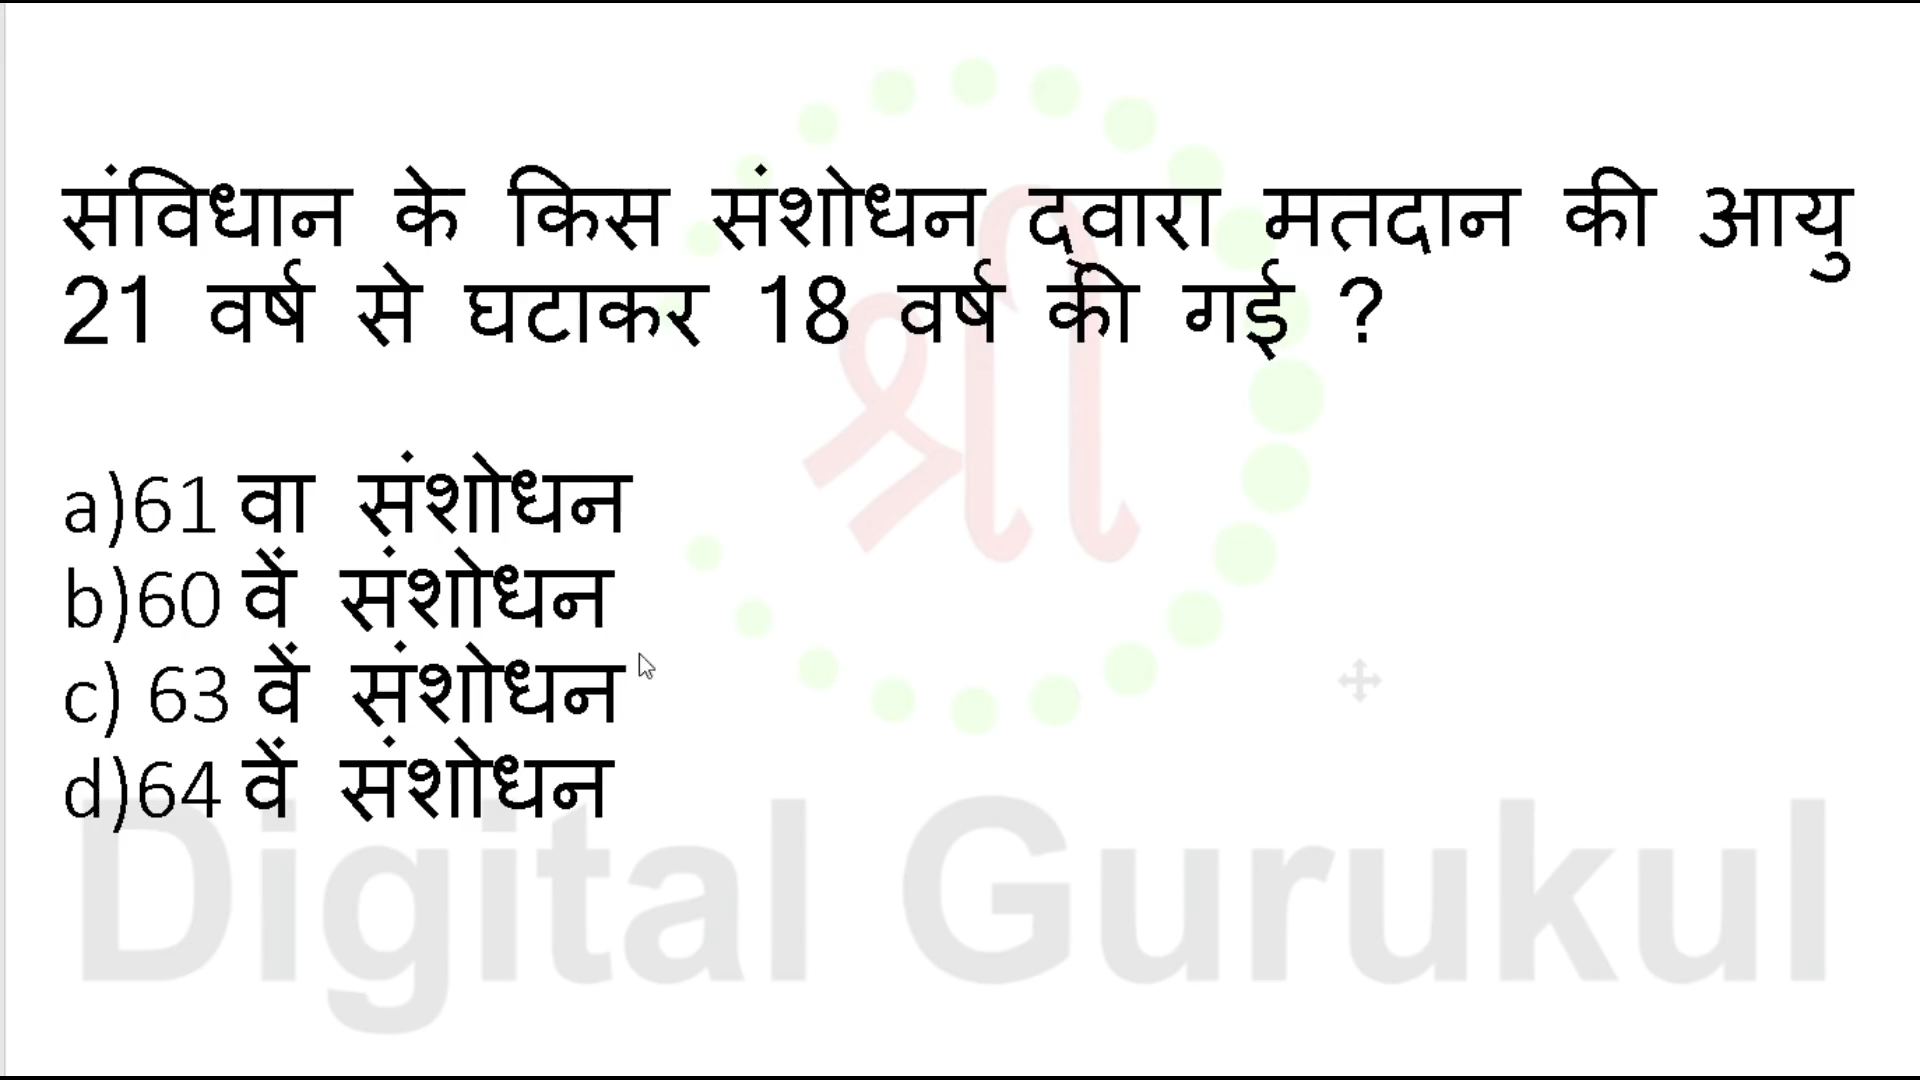 संविधान के किस संशोधन द्वारा मतदान की आयु
21 वर्ष से घटाकर 18 वर्ष की गई ?
श्री
a)61 वा संशोधन
b)60 वें संशोधन
c) 63 वें संशोधन
d)64 वें संशोधन
Digital Gurukul